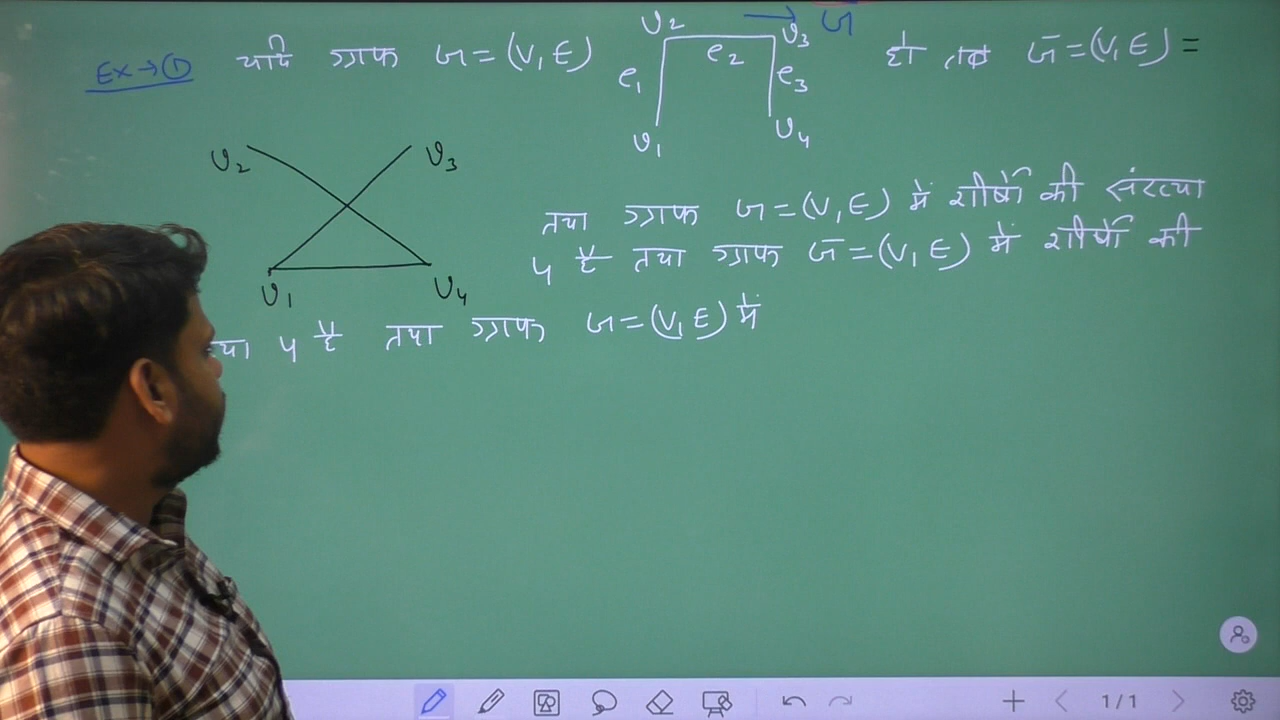 Ex→① यदि ग्राफ G=(V,E) हो तब G̅=(V,E)=
→ G
v2 v3
e1 e2 e3
v1 v4
v2 v3
v1 v4
तथा ग्राफ G=(V,E) में शीर्षों की संख्या
4 है तथा ग्राफ G̅=(V,E) में शीर्षों की
या 4 है तथा ग्राफ G=(V,E) में
1/1